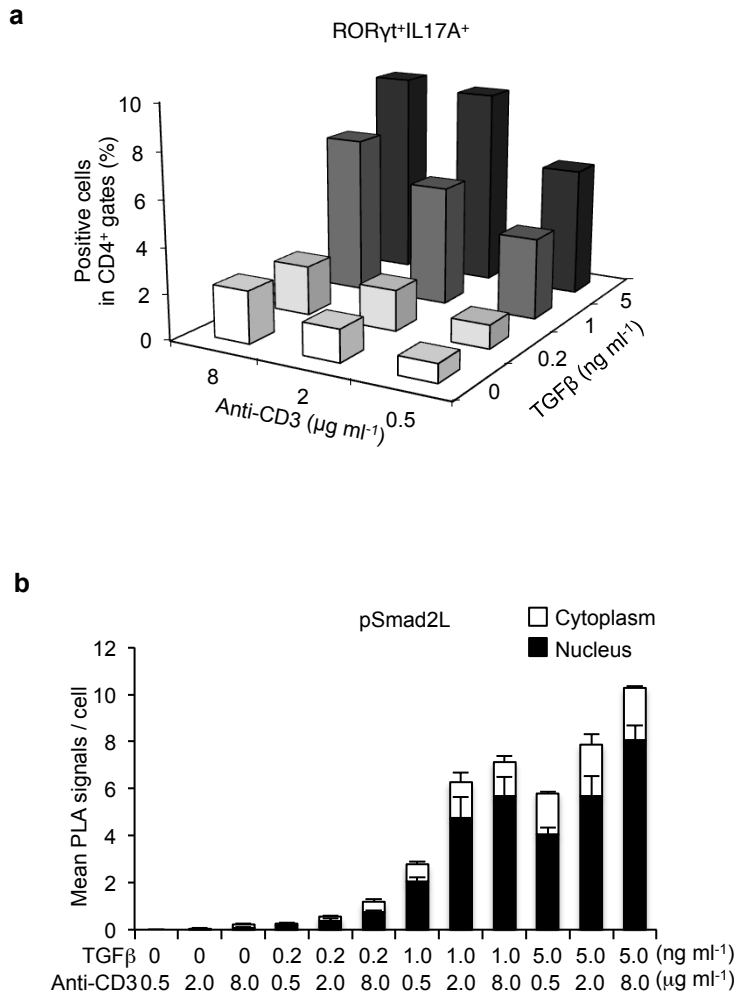 a
RORγt⁺IL17A⁺
10
8
6
4
2
0
Positive cells
in CD4⁺ gates (%)
8
2
0.5
Anti-CD3 (μg ml⁻¹)
0
0.2
1
5
TGFβ (ng ml⁻¹)
b
pSmad2L
Cytoplasm
Nucleus
12
10
8
6
4
2
0
Mean PLA signals / cell
TGFβ 0 0 0 0.2 0.2 0.2 1.0 1.0 1.0 5.0 5.0 5.0 (ng ml⁻¹)
Anti-CD3 0.5 2.0 8.0 0.5 2.0 8.0 0.5 2.0 8.0 0.5 2.0 8.0 (μg ml⁻¹)